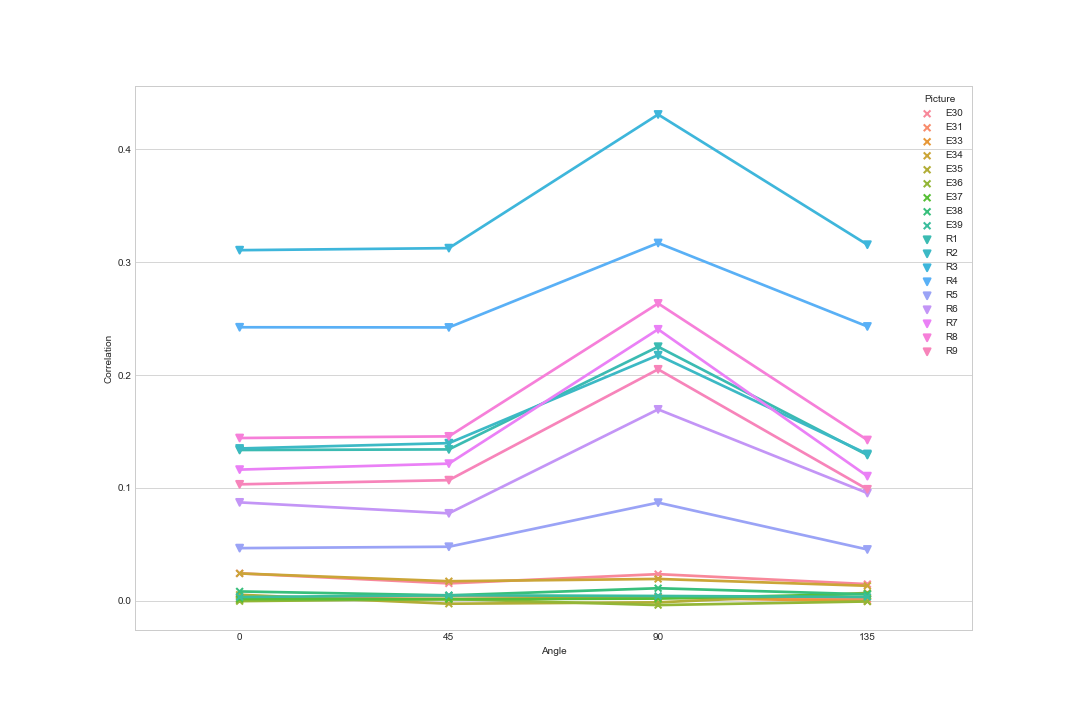 Picture
E30
E31
E33
E34
E35
E36
E37
E38
E39
R1
R2
R3
R4
R5
R6
R7
R8
R9
0.4
0.3
0.2
0.1
0.0
Correlation
0 45 90 135
Angle